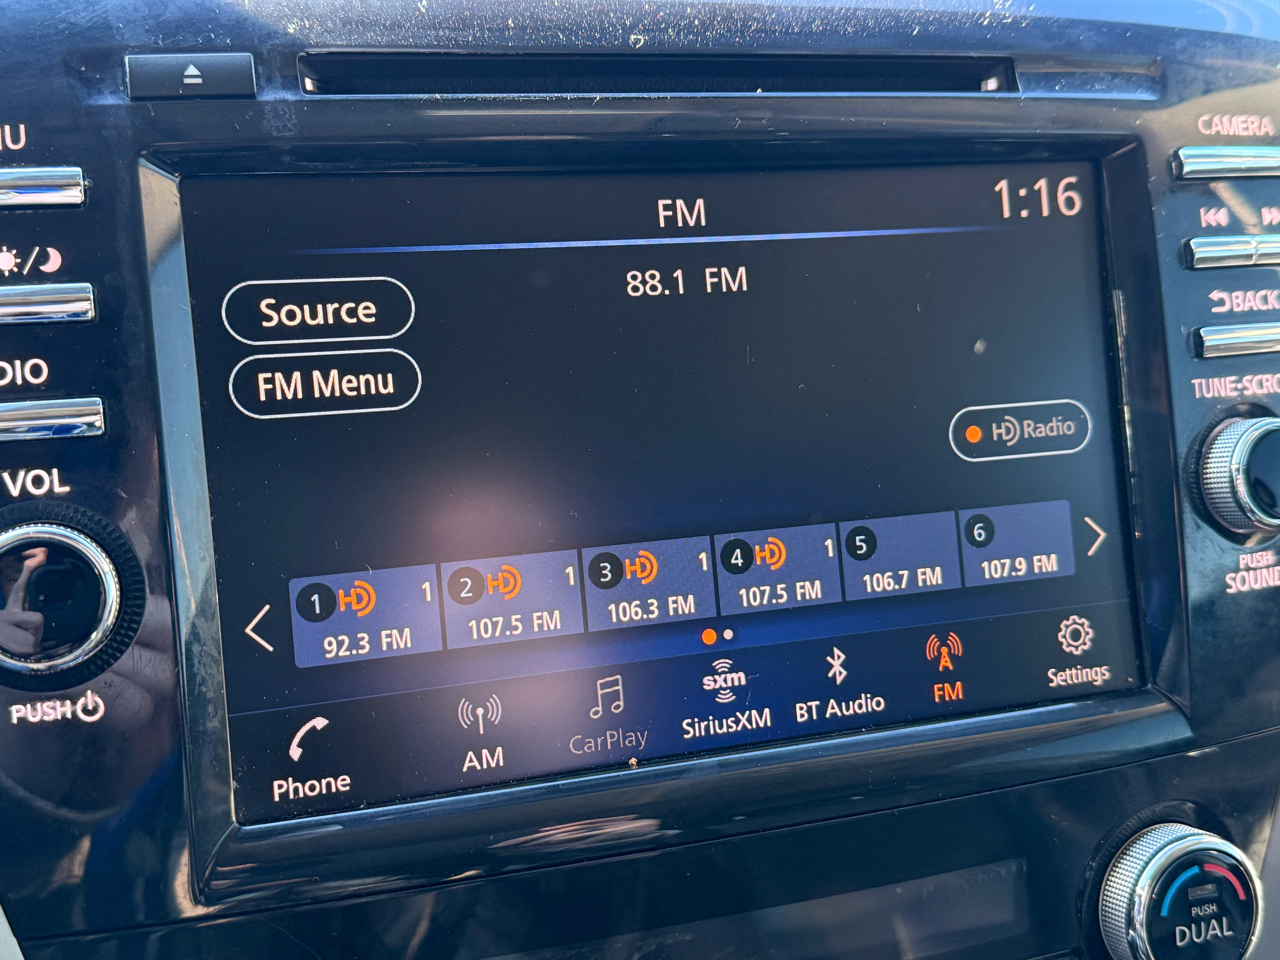 FM
1:16
88.1 FM
Source
FM Menu
HD Radio
1 HD 1
92.3 FM
2 HD 1
107.5 FM
3 HD 1
106.3 FM
4 HD 1
107.5 FM
5
106.7 FM
6
107.9 FM
Phone
AM
CarPlay
sxm
SiriusXM
BT Audio
FM
Settings
VOL
PUSH
CAMERA
BACK
TUNE·SCRO
PUSH
SOUND
PUSH
DUAL
NU
DIO